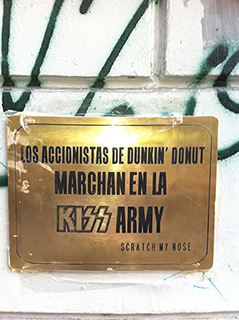 LOS ACCIONISTAS DE DUNKIN' DONUT
MARCHAN EN LA
KISS ARMY
SCRATCH MY NOSE